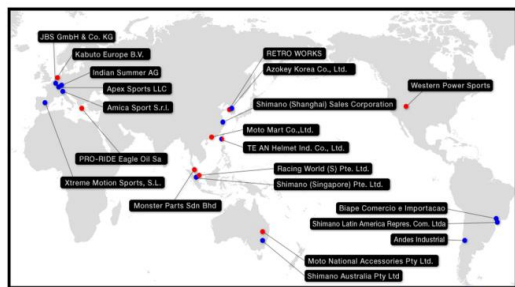 JBS GmbH & Co. KG
Kabuto Europe B.V.
Indian Summer AG
Apex Sports LLC
Amica Sport S.r.l.
PRO-RIDE Eagle Oil Sa
Xtreme Motion Sports, S.L.
RETRO WORKS
Azokey Korea Co., Ltd.
Shimano (Shanghai) Sales Corporation
Moto Mart Co.,Ltd.
TE AN Helmet Ind. Co., Ltd.
Racing World (S) Pte. Ltd.
Shimano (Singapore) Pte. Ltd.
Monster Parts Sdn Bhd
Western Power Sports
Biape Comercio e Importacao
Shimano Latin America Repres, Com. Ltda
Andes Industrial
Moto National Accessories Pty Ltd.
Shimano Australia Pty Ltd